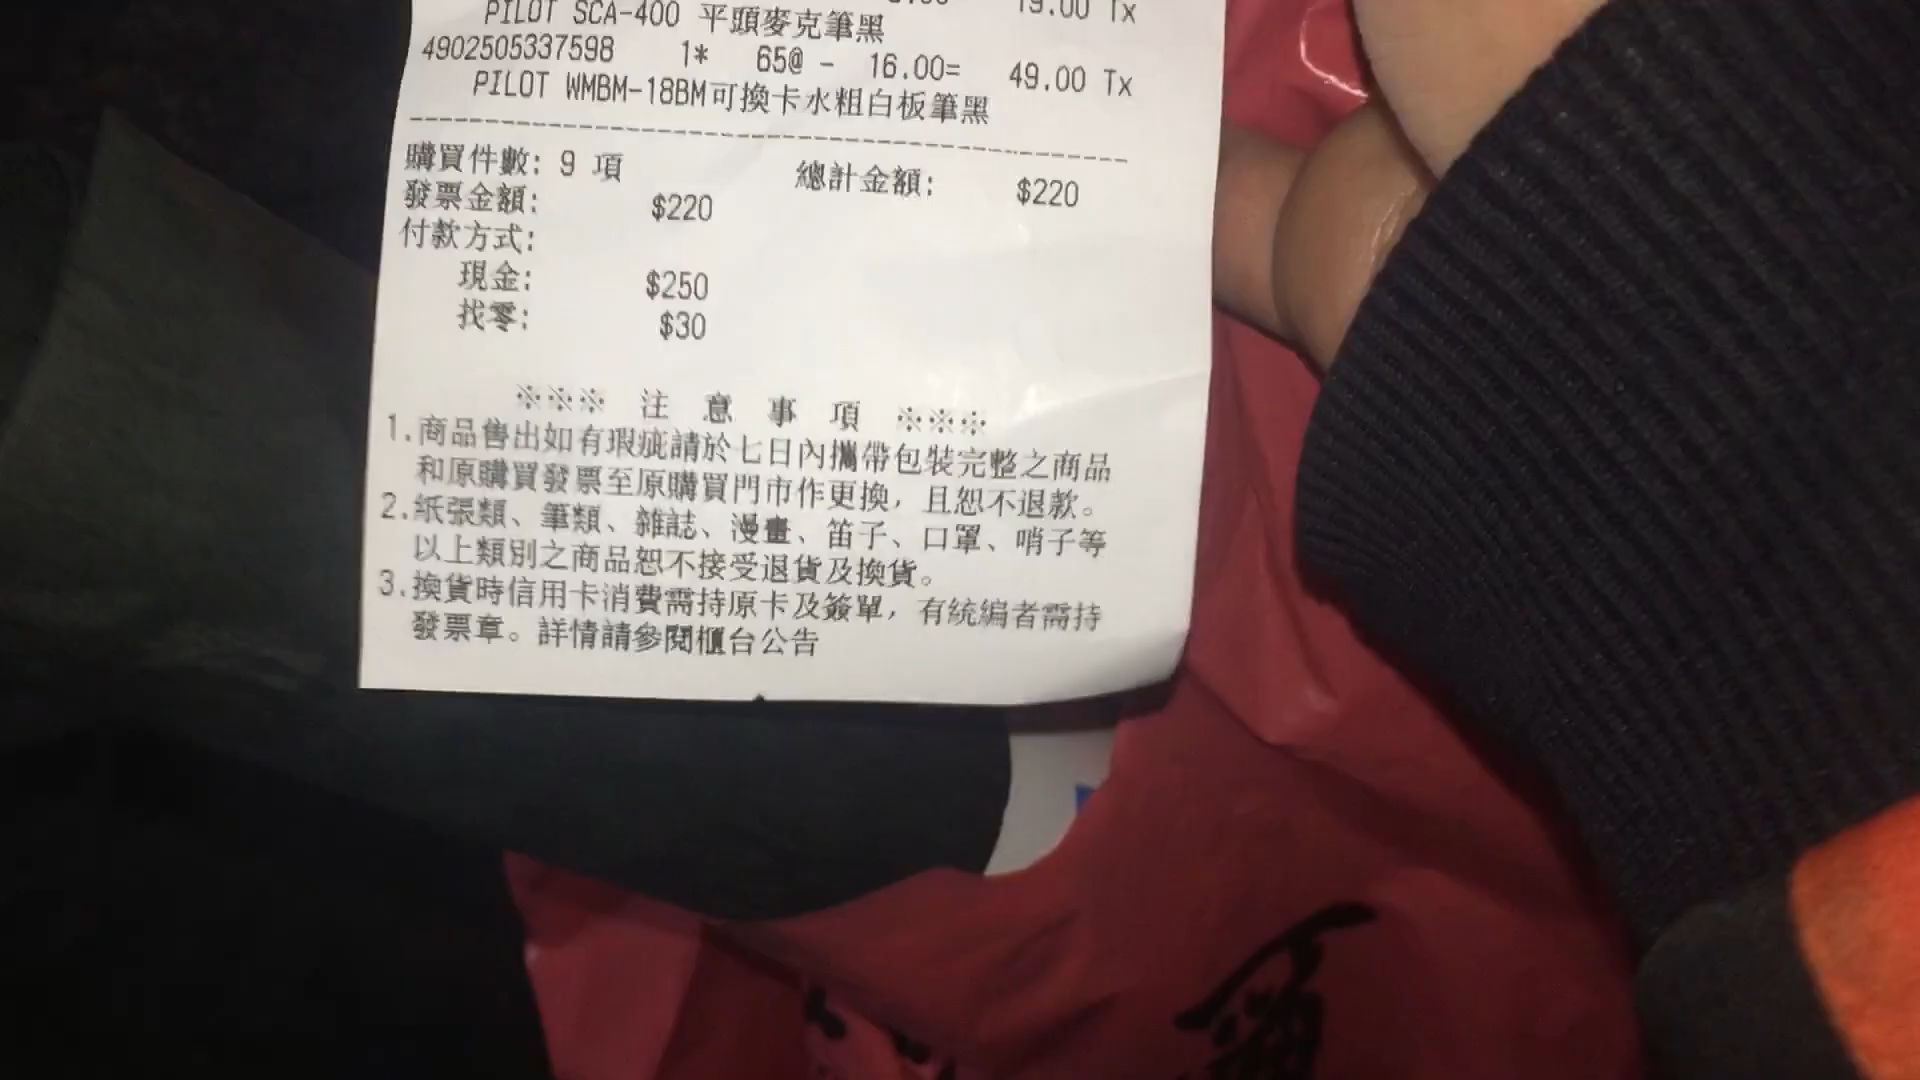 19.00 Tx
PILOT SCA-400 平頭麥克筆黑
4902505337598 1* 65@ - 16.00= 49.00 Tx
PILOT WMBM-18BM可換卡水粗白板筆黑
購買件數: 9 項 總計金額: $220
發票金額: $220
付款方式:
現金: $250
找零: $30
※※※ 注 意 事 項 ※※※
1.商品售出如有瑕疵請於七日內攜帶包裝完整之商品
和原購買發票至原購買門市作更換，且恕不退款。
2.紙張類、筆類、雜誌、漫畫、笛子、口罩、哨子等
以上類別之商品恕不接受退貨及換貨。
3.換貨時信用卡消費需持原卡及簽單，有統編者需持
發票章。詳情請參閱櫃台公告